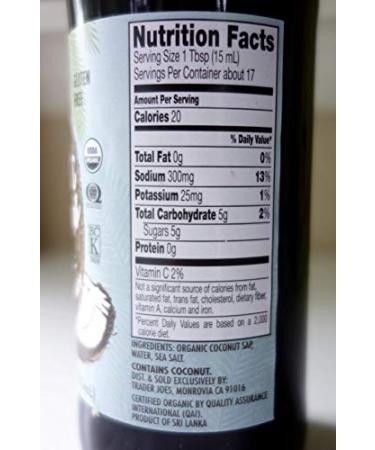 GLUTEN
FREE
USDA
ORGANIC
K
Nutrition Facts
Serving Size 1 Tbsp (15 mL)
Servings Per Container about 17
Amount Per Serving
Calories 20
% Daily Value*
Total Fat 0g 0%
Sodium 300mg 13%
Potassium 25mg 1%
Total Carbohydrate 5g 2%
Sugars 5g
Protein 0g
Vitamin C 2%
Not a significant source of calories from fat,
saturated fat, trans fat, cholesterol, dietary fiber,
vitamin A, calcium and iron.
*Percent Daily Values are based on a 2,000
calorie diet.
INGREDIENTS: ORGANIC COCONUT SAP,
WATER, SEA SALT.
CONTAINS COCONUT.
DIST. & SOLD EXCLUSIVELY BY:
TRADER JOES, MONROVIA CA 91016
CERTIFIED ORGANIC BY QUALITY ASSURANCE
INTERNATIONAL (QAI).
PRODUCT OF SRI LANKA